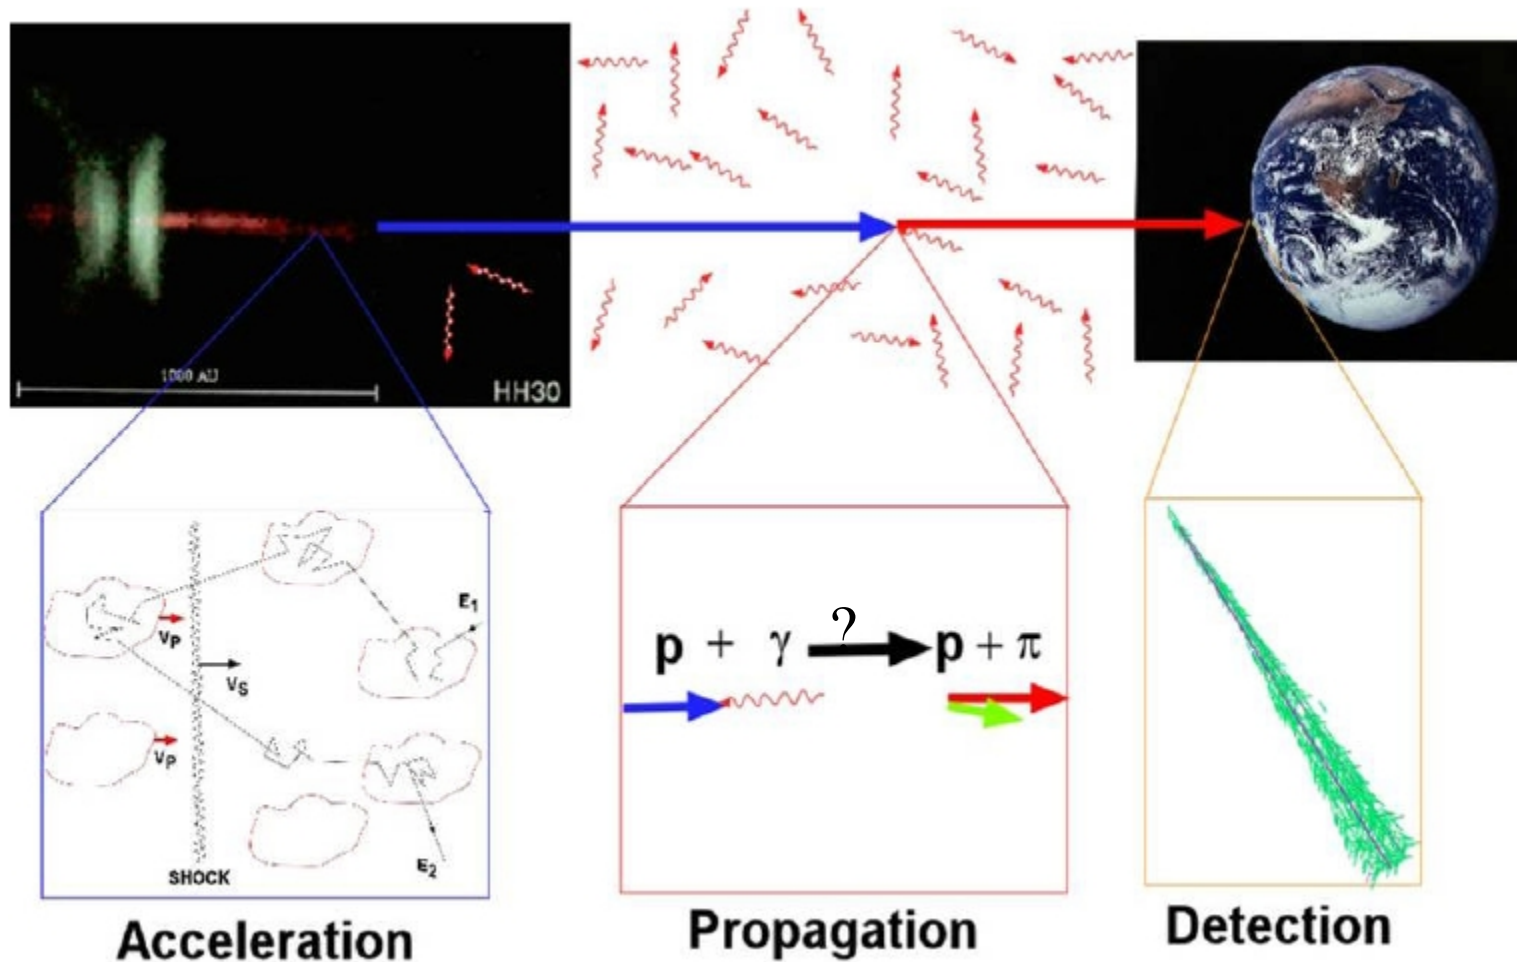 1000 AU
HH30
E1
VP
VS
VP
E2
SHOCK
?
p + γ p + π
Acceleration
Propagation
Detection